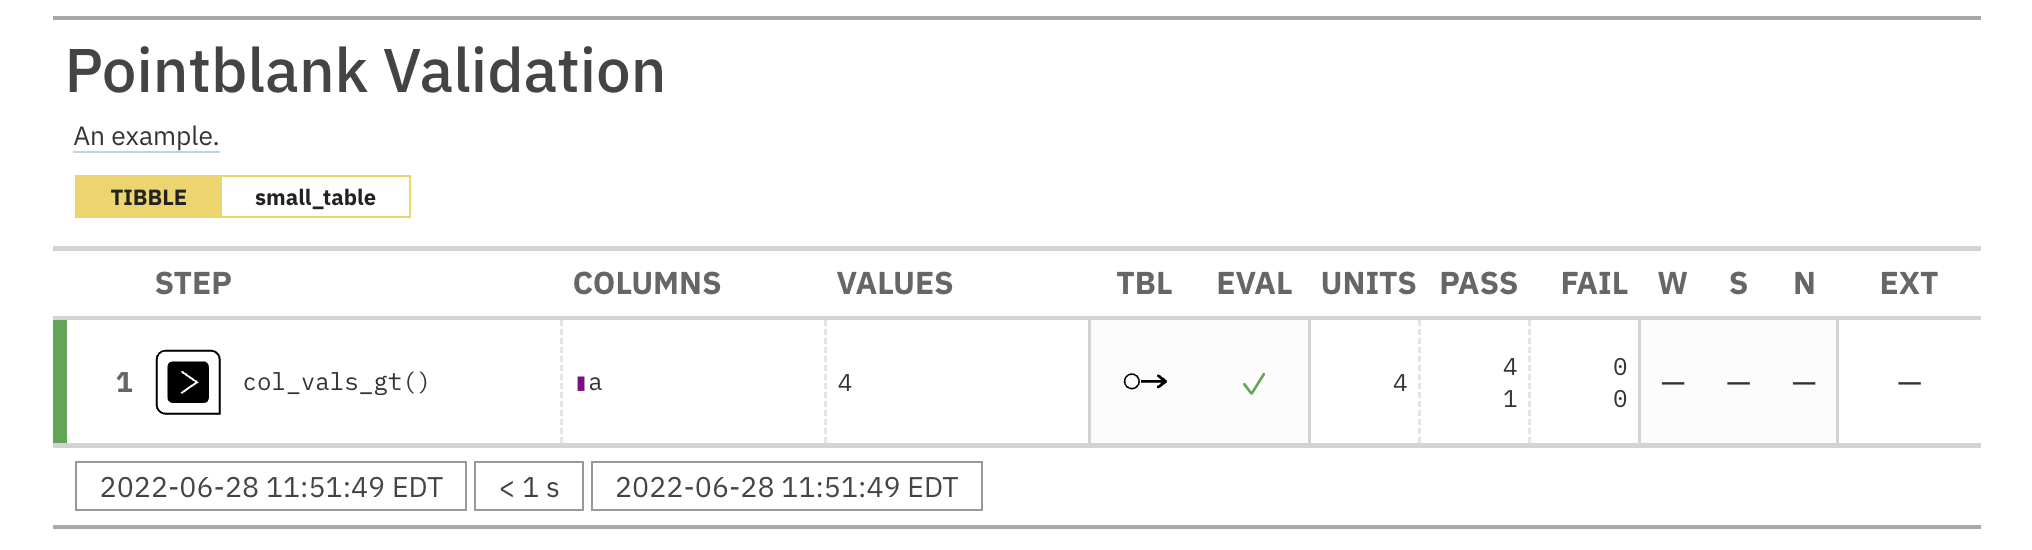 Pointblank Validation
An example.
TIBBLE small_table
STEP COLUMNS VALUES TBL EVAL UNITS PASS FAIL W S N EXT
1 col_vals_gt() a 4 ○→ ✓ 4 4 0 — — — —
1 0
2022-06-28 11:51:49 EDT < 1 s 2022-06-28 11:51:49 EDT